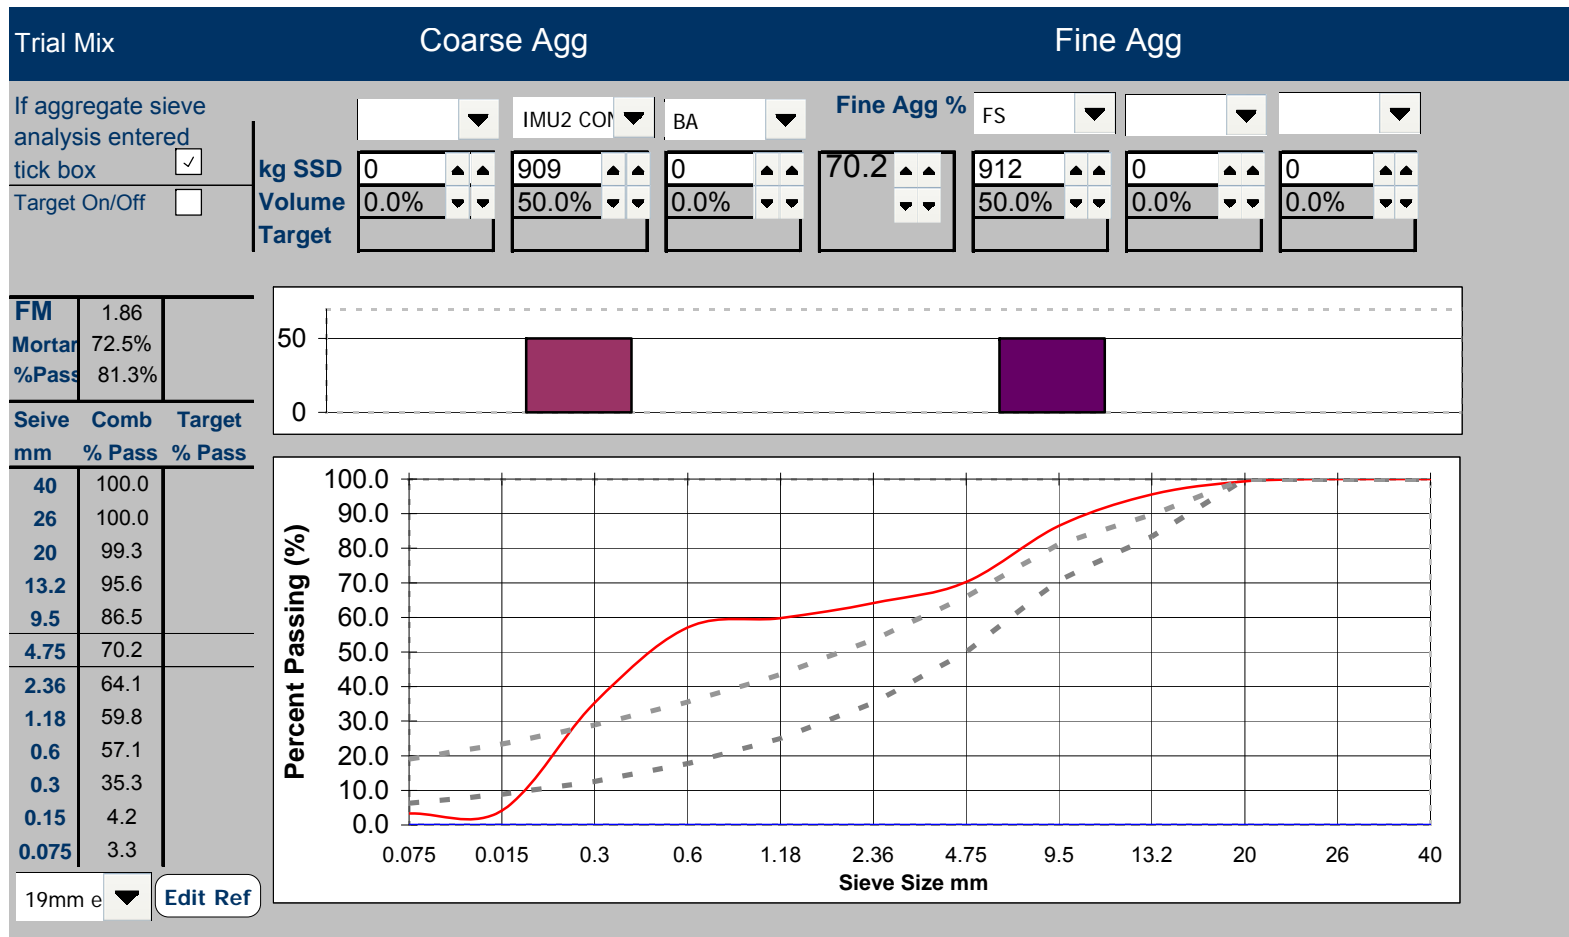 Trial Mix
Coarse Agg
Fine Agg
If aggregate sieve
analysis entered
tick box
Target On/Off
IMU2 CON
BA
Fine Agg %
FS
kg SSD 0 909 0 70.2 912 0 0
Volume 0.0% 50.0% 0.0% 50.0% 0.0% 0.0%
Target
FM 1.86
Mortar 72.5%
%Pass 81.3%
Seive Comb Target
mm % Pass % Pass
40 100.0
26 100.0
20 99.3
13.2 95.6
9.5 86.5
4.75 70.2
2.36 64.1
1.18 59.8
0.6 57.1
0.3 35.3
0.15 4.2
0.075 3.3
19mm e
Edit Ref
50
0
100.0
90.0
80.0
70.0
60.0
50.0
40.0
30.0
20.0
10.0
0.0
Percent Passing (%)
0.075 0.015 0.3 0.6 1.18 2.36 4.75 9.5 13.2 20 26 40
Sieve Size mm